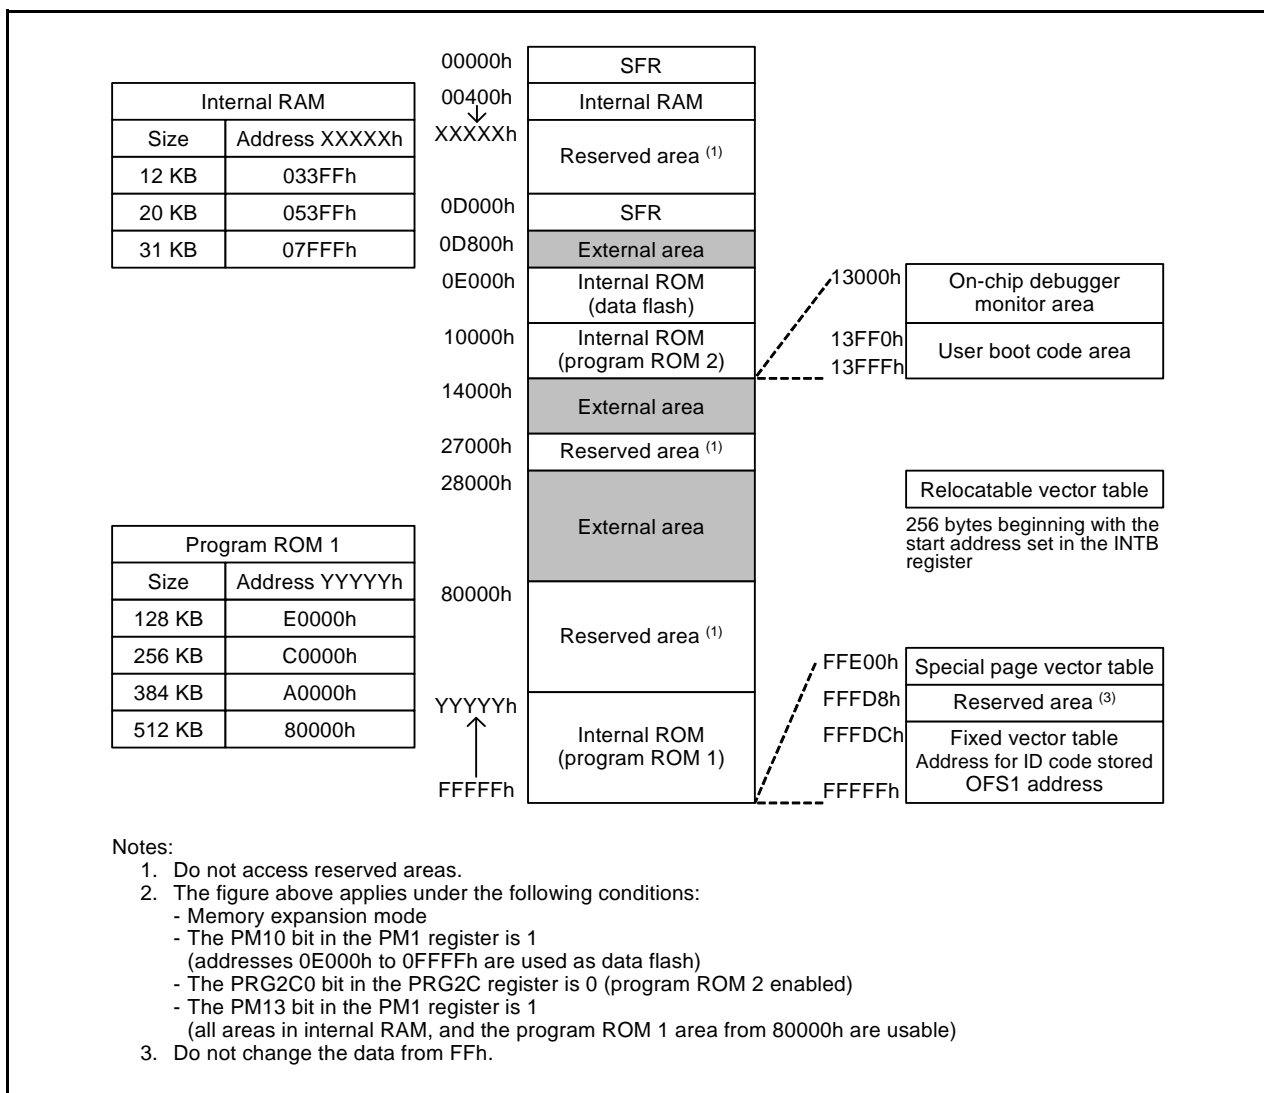 Internal RAM
Size Address XXXXXh
12 KB 033FFh
20 KB 053FFh
31 KB 07FFFh
Program ROM 1
Size Address YYYYYh
128 KB E0000h
256 KB C0000h
384 KB A0000h
512 KB 80000h
00000h SFR
00400h Internal RAM
XXXXXh
Reserved area (1)
0D000h SFR
0D800h External area
0E000h Internal ROM
(data flash)
10000h Internal ROM
(program ROM 2)
14000h External area
27000h Reserved area (1)
28000h
External area
80000h
Reserved area (1)
YYYYYh
Internal ROM
(program ROM 1)
FFFFFh
13000h On-chip debugger
monitor area
13FF0h
User boot code area
13FFFh
Relocatable vector table
256 bytes beginning with the
start address set in the INTB
register
FFE00h Special page vector table
FFFD8h Reserved area (3)
FFFDCh Fixed vector table
Address for ID code stored
OFS1 address
FFFFFh
Notes:
1. Do not access reserved areas.
2. The figure above applies under the following conditions:
- Memory expansion mode
- The PM10 bit in the PM1 register is 1
(addresses 0E000h to 0FFFFh are used as data flash)
- The PRG2C0 bit in the PRG2C register is 0 (program ROM 2 enabled)
- The PM13 bit in the PM1 register is 1
(all areas in internal RAM, and the program ROM 1 area from 80000h are usable)
3. Do not change the data from FFh.